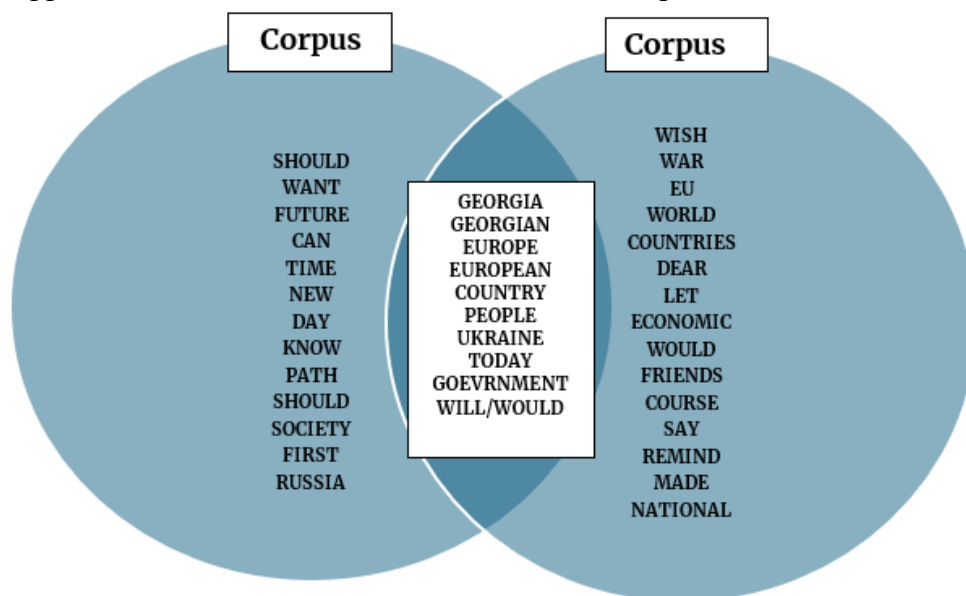 Corpus
SHOULD
WANT
FUTURE
CAN
TIME
NEW
DAY
KNOW
PATH
SHOULD
SOCIETY
FIRST
RUSSIA
GEORGIA
GEORGIAN
EUROPE
EUROPEAN
COUNTRY
PEOPLE
UKRAINE
TODAY
GOEVRNMENT
WILL/WOULD
Corpus
WISH
WAR
EU
WORLD
COUNTRIES
DEAR
LET
ECONOMIC
WOULD
FRIENDS
COURSE
SAY
REMIND
MADE
NATIONAL